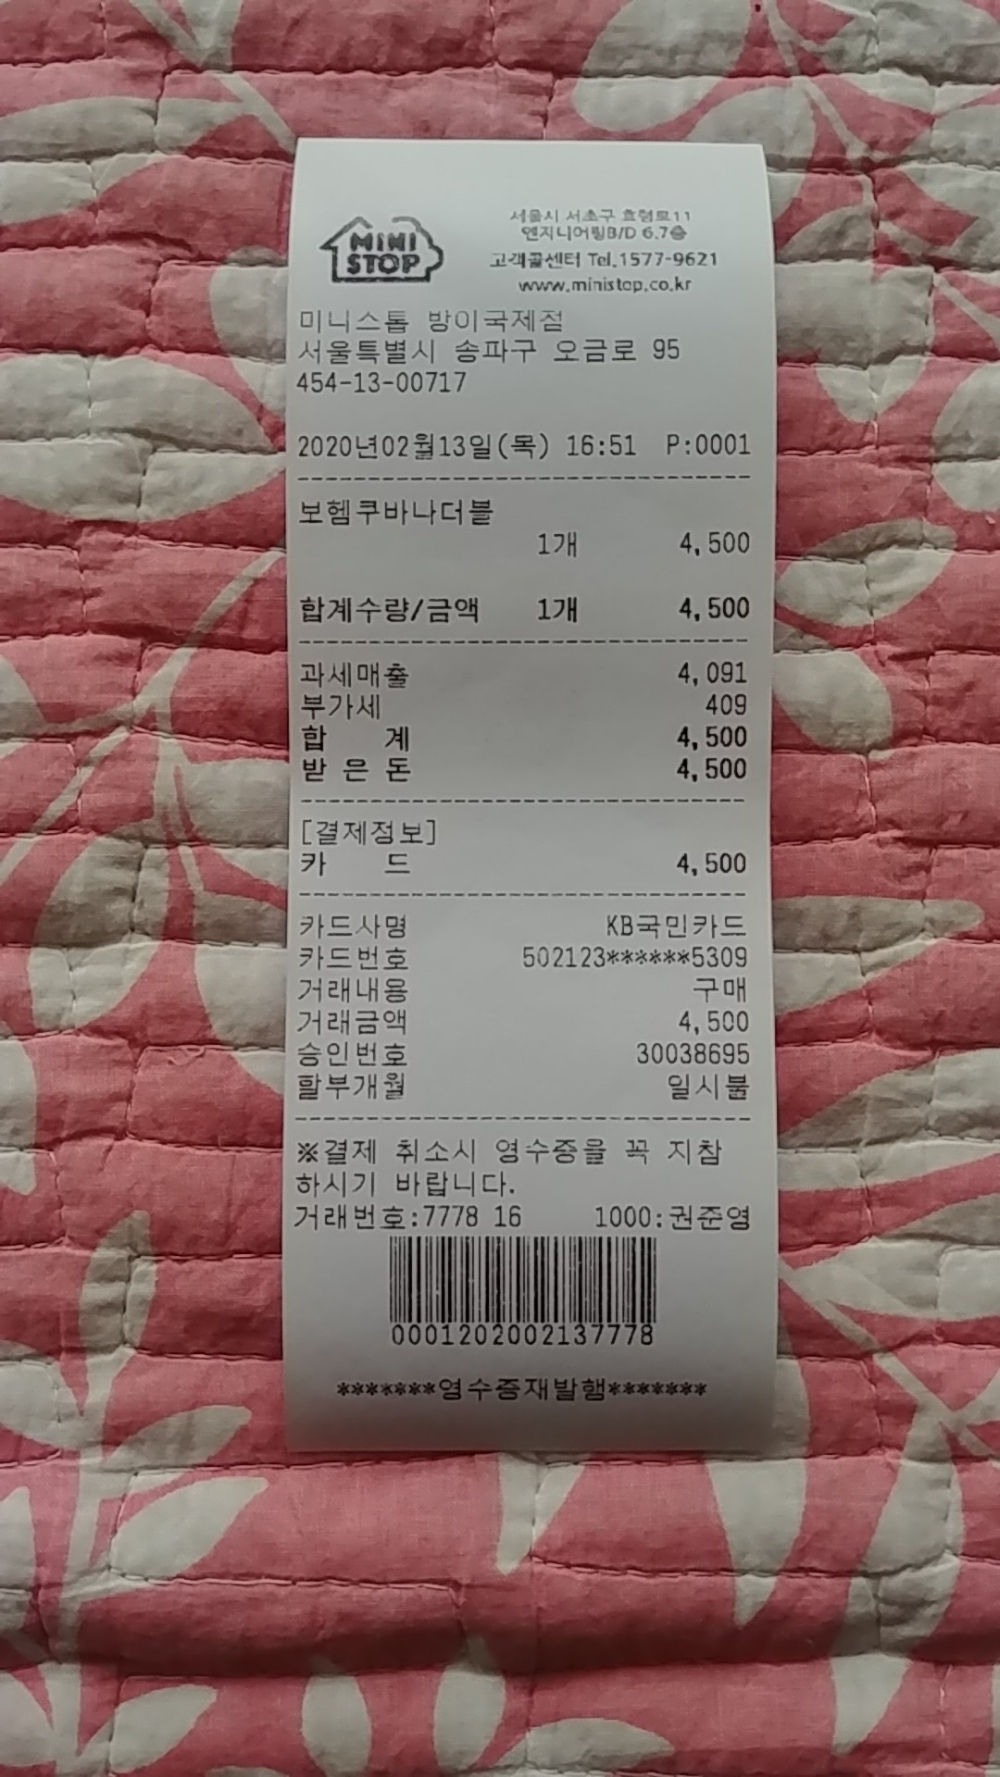 MINI
STOP
서울시 서초구 효령로11
엔지니어링B/D 6,7층
고객콜센터 Tel.1577-9621
www.ministop.co.kr
미니스톱 방이국제점
서울특별시 송파구 오금로 95
454-13-00717
2020년02월13일(목) 16:51 P:0001
보헴쿠바나더블
1개 4,500
합계수량/금액 1개 4,500
과세매출 4,091
부가세 409
합 계 4,500
받 은 돈 4,500
[결제정보]
카 드 4,500
카드사명 KB국민카드
카드번호 502123******5309
거래내용 구매
거래금액 4,500
승인번호 30038695
할부개월 일시불
※결제 취소시 영수증을 꼭 지참
하시기 바랍니다.
거래번호:7778 16 1000:권준영
0001202002137778
*******영수증재발행*******